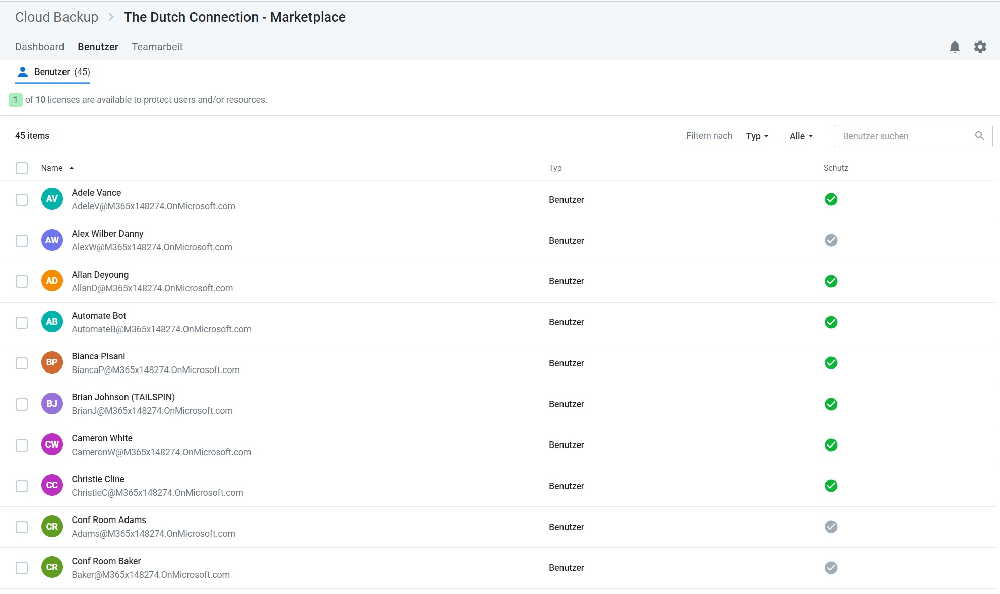 Cloud Backup > The Dutch Connection - Marketplace
Dashboard Benutzer Teamarbeit
Benutzer (45)
1 of 10 licenses are available to protect users and/or resources.
45 items Filtern nach Typ Alle Benutzer suchen
Name Typ Schutz
AV Adele Vance Benutzer
AdeleV@M365x148274.OnMicrosoft.com
AW Alex Wilber Danny Benutzer
AlexW@M365x148274.OnMicrosoft.com
AD Allan Deyoung Benutzer
AllanD@M365x148274.OnMicrosoft.com
AB Automate Bot Benutzer
AutomateB@M365x148274.OnMicrosoft.com
BP Bianca Pisani Benutzer
BiancaP@M365x148274.OnMicrosoft.com
BJ Brian Johnson (TAILSPIN) Benutzer
BrianJ@M365x148274.OnMicrosoft.com
CW Cameron White Benutzer
CameronW@M365x148274.OnMicrosoft.com
CC Christie Cline Benutzer
ChristieC@M365x148274.OnMicrosoft.com
CR Conf Room Adams Benutzer
Adams@M365x148274.OnMicrosoft.com
CR Conf Room Baker Benutzer
Baker@M365x148274.OnMicrosoft.com